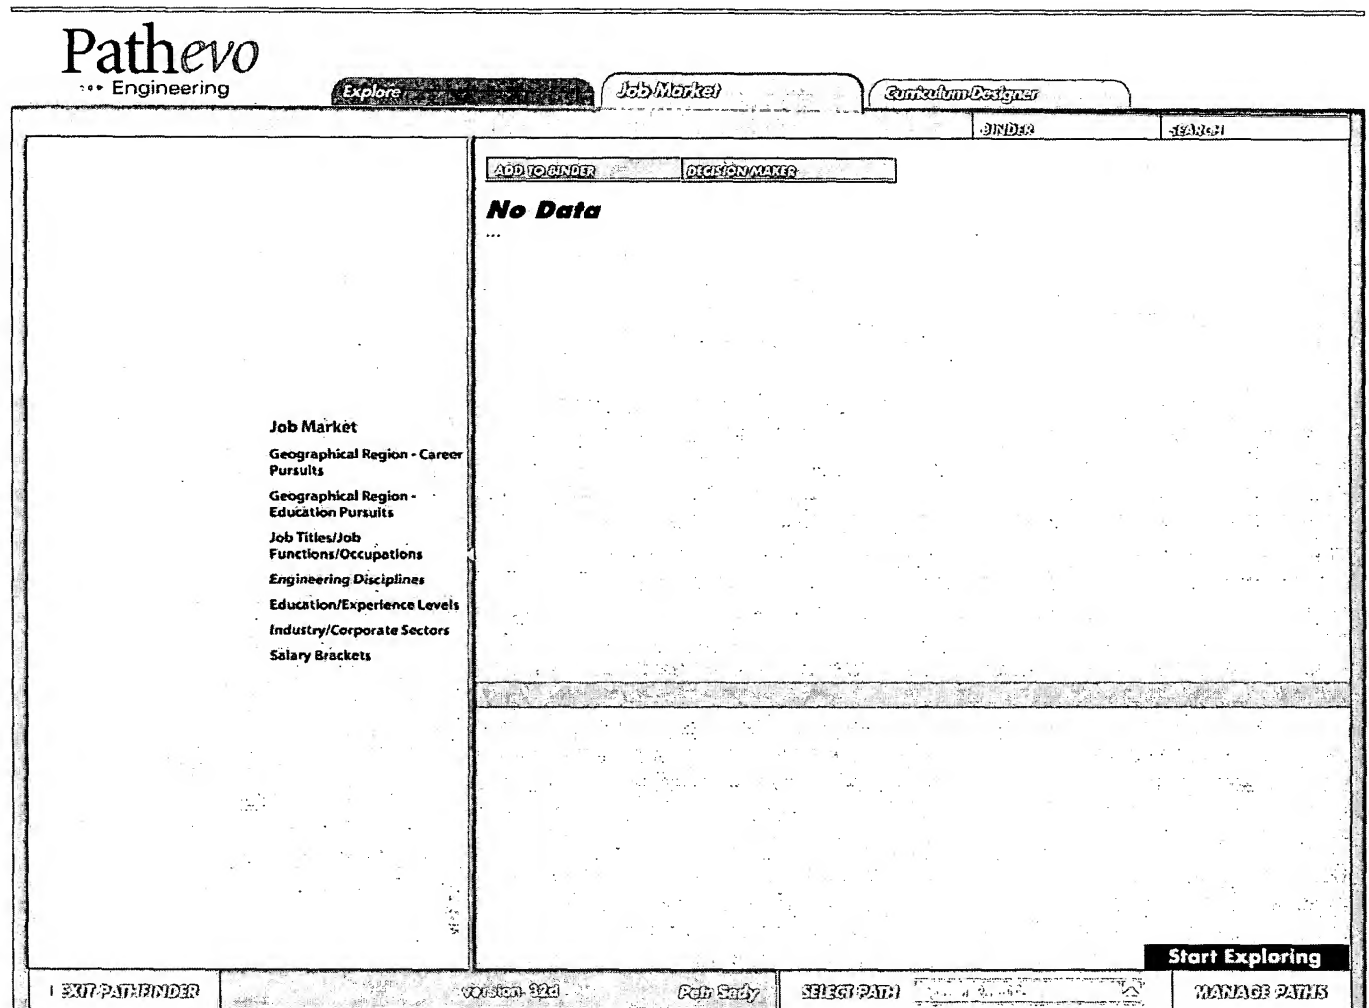 Pathevo
Engineering
Explore
Job Market
Curriculum Designer
BINDER
SEARCH
ADD TO BINDER
DECISION MAKER
No Data
...
Job Market
Geographical Region - Career
Pursuits
Geographical Region -
Education Pursuits
Job Titles/Job
Functions/Occupations
Engineering Disciplines
Education/Experience Levels
Industry/Corporate Sectors
Salary Brackets
Start Exploring
EXIT PATHFINDER
version 32d
Petr Sady
SELECT PATH
MANAGE PATHS